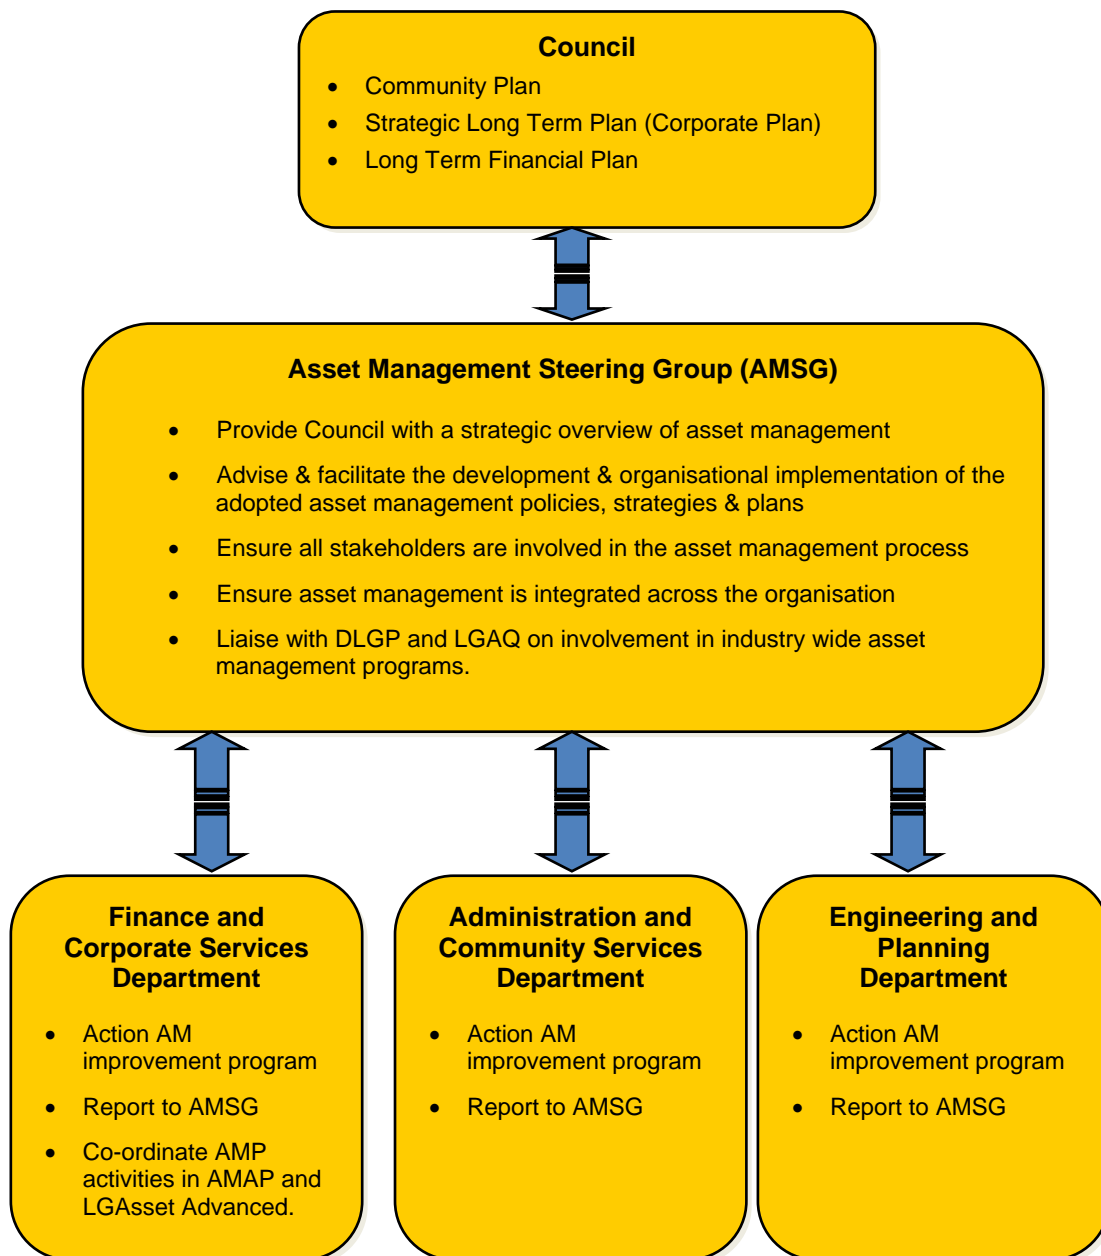 Council
• Community Plan
• Strategic Long Term Plan (Corporate Plan)
• Long Term Financial Plan
Asset Management Steering Group (AMSG)
• Provide Council with a strategic overview of asset management
• Advise & facilitate the development & organisational implementation of the
adopted asset management policies, strategies & plans
• Ensure all stakeholders are involved in the asset management process
• Ensure asset management is integrated across the organisation
• Liaise with DLGP and LGAQ on involvement in industry wide asset
management programs.
Finance and
Corporate Services
Department
• Action AM
improvement program
• Report to AMSG
• Co-ordinate AMP
activities in AMAP and
LGAsset Advanced.
Administration and
Community Services
Department
• Action AM
improvement program
• Report to AMSG
Engineering and
Planning
Department
• Action AM
improvement program
• Report to AMSG